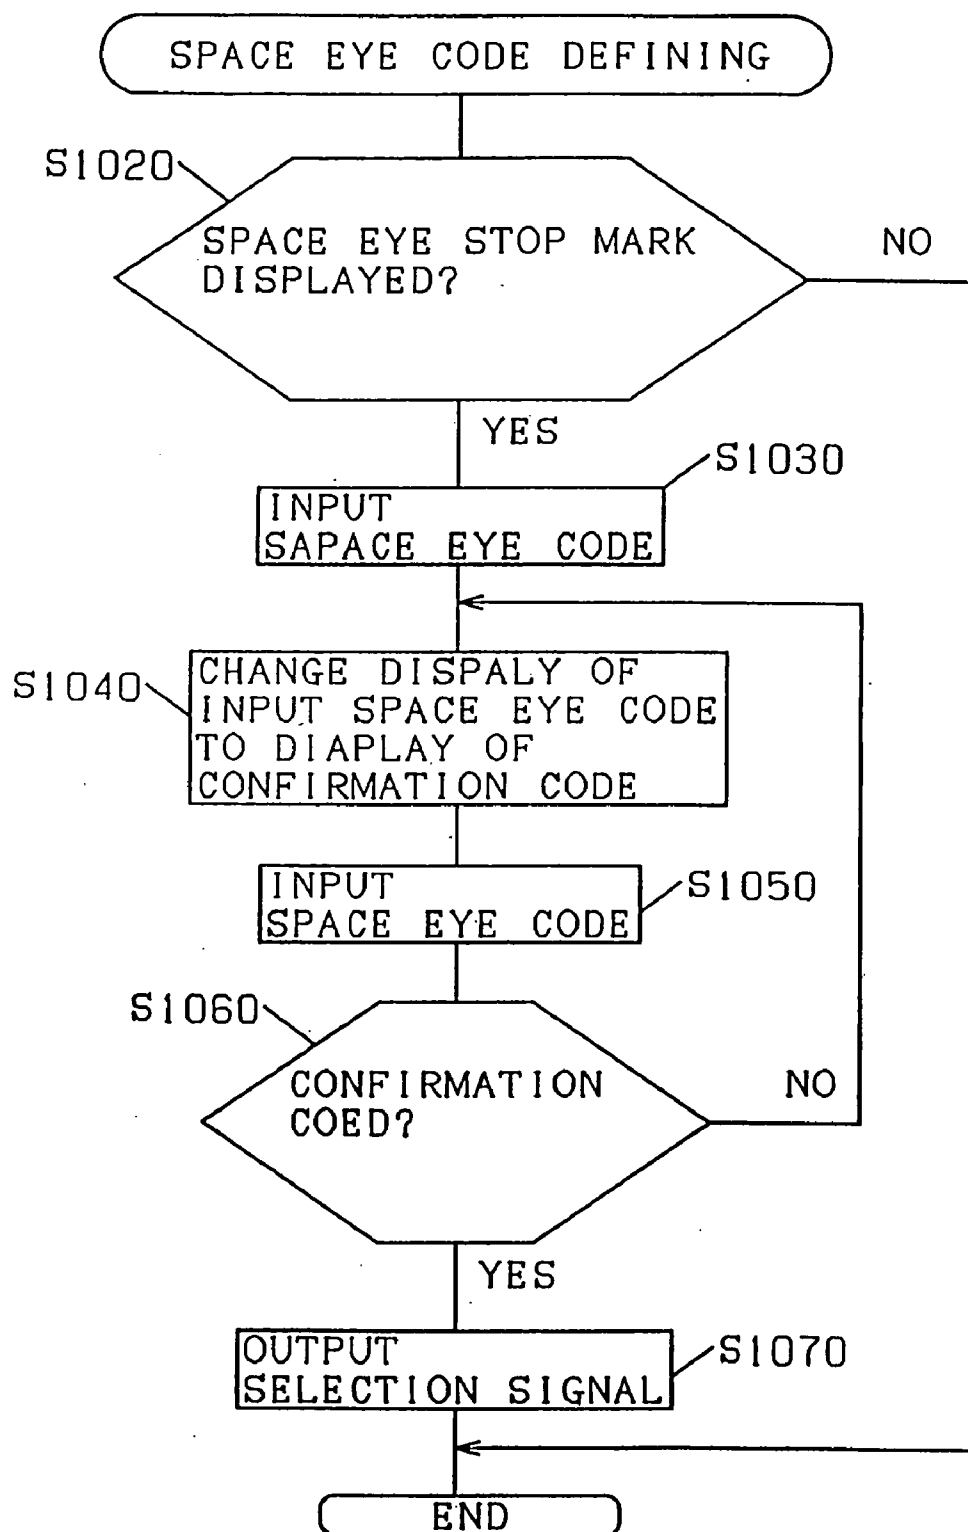 SPACE EYE CODE DEFINING
S1020
SPACE EYE STOP MARK
DISPLAYED?
NO
YES
S1030
INPUT
SAPACE EYE CODE
S1040
CHANGE DISPALY OF
INPUT SPACE EYE CODE
TO DIAPLAY OF
CONFIRMATION CODE
INPUT
SPACE EYE CODE
S1050
S1060
CONFIRMATION
COED?
NO
YES
OUTPUT
SELECTION SIGNAL
S1070
END